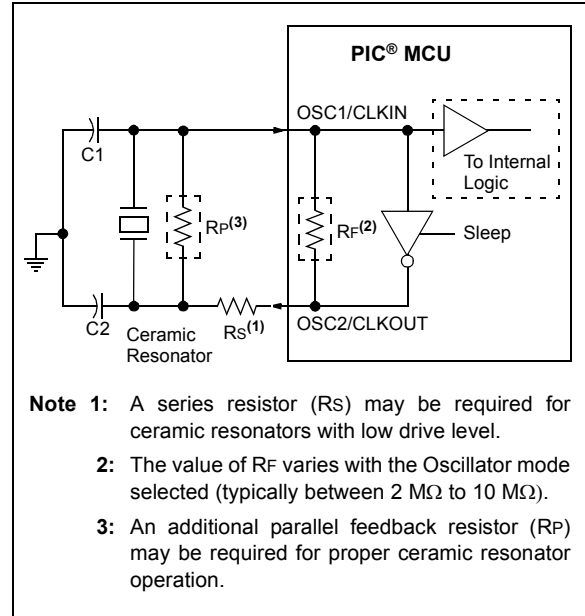 PIC® MCU
OSC1/CLKIN
C1
To Internal
Logic
RP(3)
RF(2)
Sleep
C2
Ceramic
Resonator
RS(1)
OSC2/CLKOUT
Note 1: A series resistor (RS) may be required for
ceramic resonators with low drive level.
2: The value of RF varies with the Oscillator mode
selected (typically between 2 MΩ to 10 MΩ).
3: An additional parallel feedback resistor (RP)
may be required for proper ceramic resonator
operation.